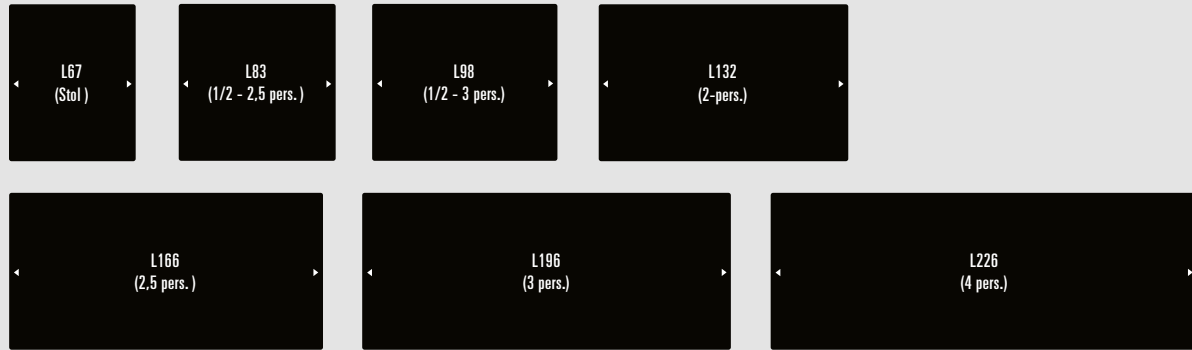 L67
(Stol )
L83
(1/2 - 2,5 pers. )
L98
(1/2 - 3 pers.)
L132
(2-pers.)
L166
(2,5 pers. )
L196
(3 pers.)
L226
(4 pers.)